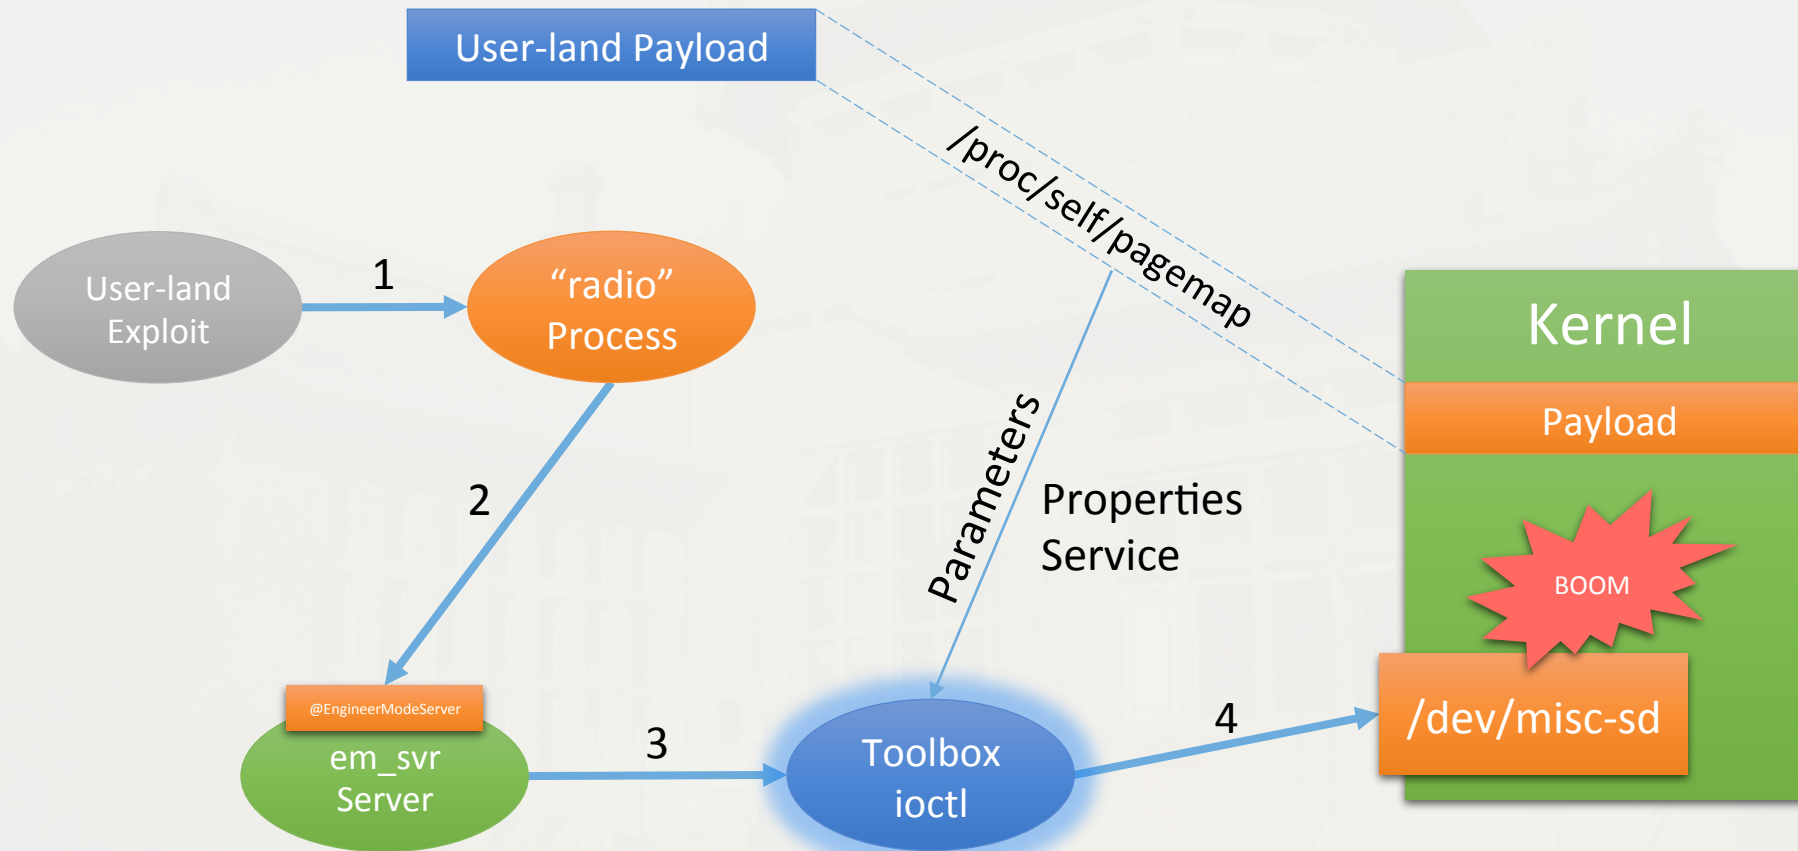 User-land Payload
/proc/self/pagemap
User-land
Exploit
1
“radio”
Process
Kernel
Payload
2
Parameters
Properties
Service
BOOM
@EngineerModeServer
em_svr
Server
3
Toolbox
ioctl
4
/dev/misc-sd